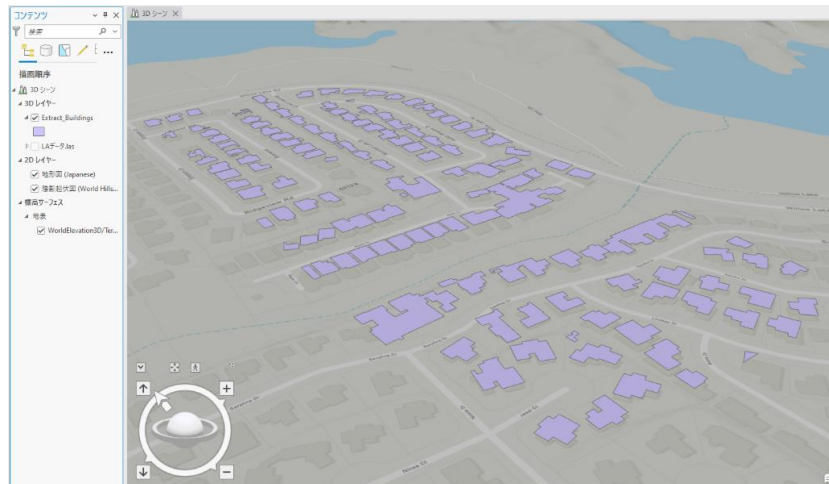 コンテンツ
検索
描画順序
3D シーン
3D レイヤー
Extract_Buildings
LAデータ.las
2D レイヤー
地形図 (Japanese)
陰影起伏図 (World Hills...
標高サーフェス
地表
WorldElevation3D/Ter...
3D シーン